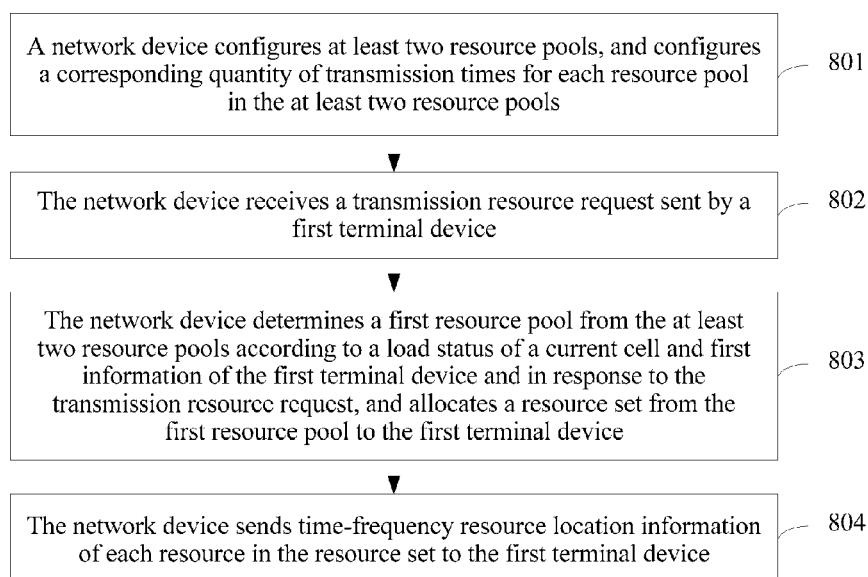 A network device configures at least two resource pools, and configures
a corresponding quantity of transmission times for each resource pool
in the at least two resource pools
801
The network device receives a transmission resource request sent by a
first terminal device
802
The network device determines a first resource pool from the at least
two resource pools according to a load status of a current cell and first
information of the first terminal device and in response to the
transmission resource request, and allocates a resource set from the
first resource pool to the first terminal device
803
The network device sends time-frequency resource location information
of each resource in the resource set to the first terminal device
804